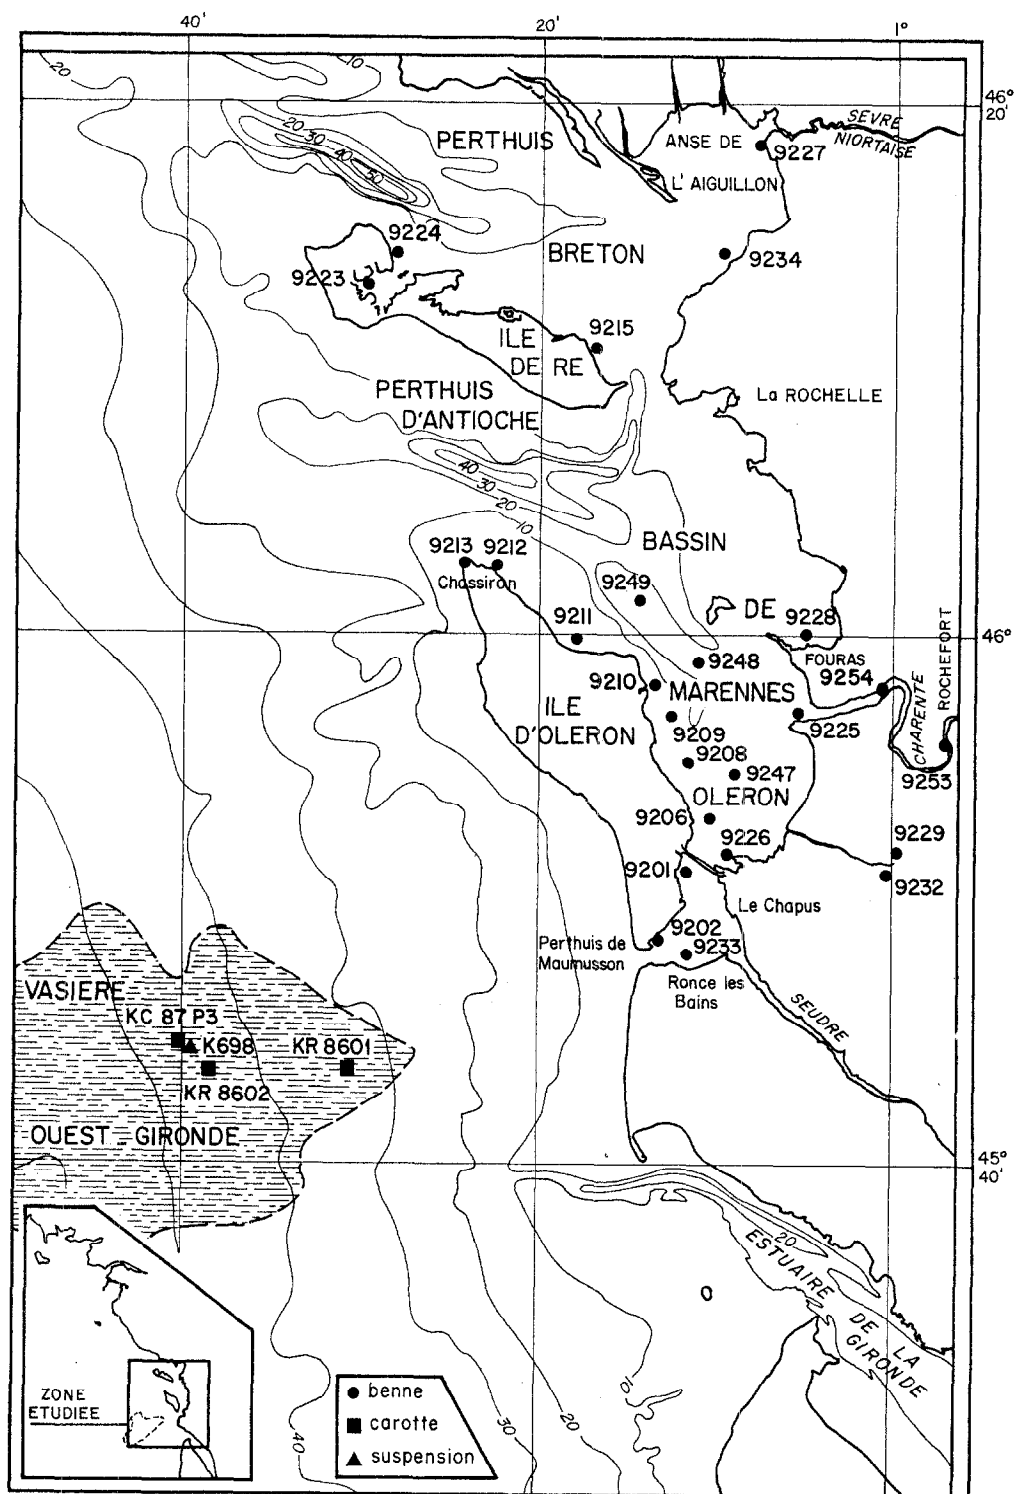 40'
20'
1°
46°
20'
20
10
20-30
40
50
PERTHUIS
ANSE DE
L'AIGUILLON
SEVRE
NIORTAISE
9227
9224
9223
BRETON
9234
9215
ILE
DE RE
PERTHUIS
D'ANTIOCHE
La ROCHELLE
40
30
20
10
BASSIN
9213
9212
Chassiron
9249
DE
9211
9228
46°
FOURAS
9248
9254
9210
MARENNES
ROCHEFORT
CHARENTE
ILE
D'OLERON
9209
9225
9208
9247
9253
OLERON
9206
9226
9229
9201
9232
Le Chapus
9202
Perthuis de
Maumusson
9233
Ronce les
Bains
SEUDRE
VASIERE
KC 87 P3
K698
KR 8601
KR 8602
OUEST_GIRONDE
45°
40'
20
ESTUAIRE
DE
LA
GIRONDE
10
20
30
40
ZONE
ETUDIEE
benne
carotte
suspension